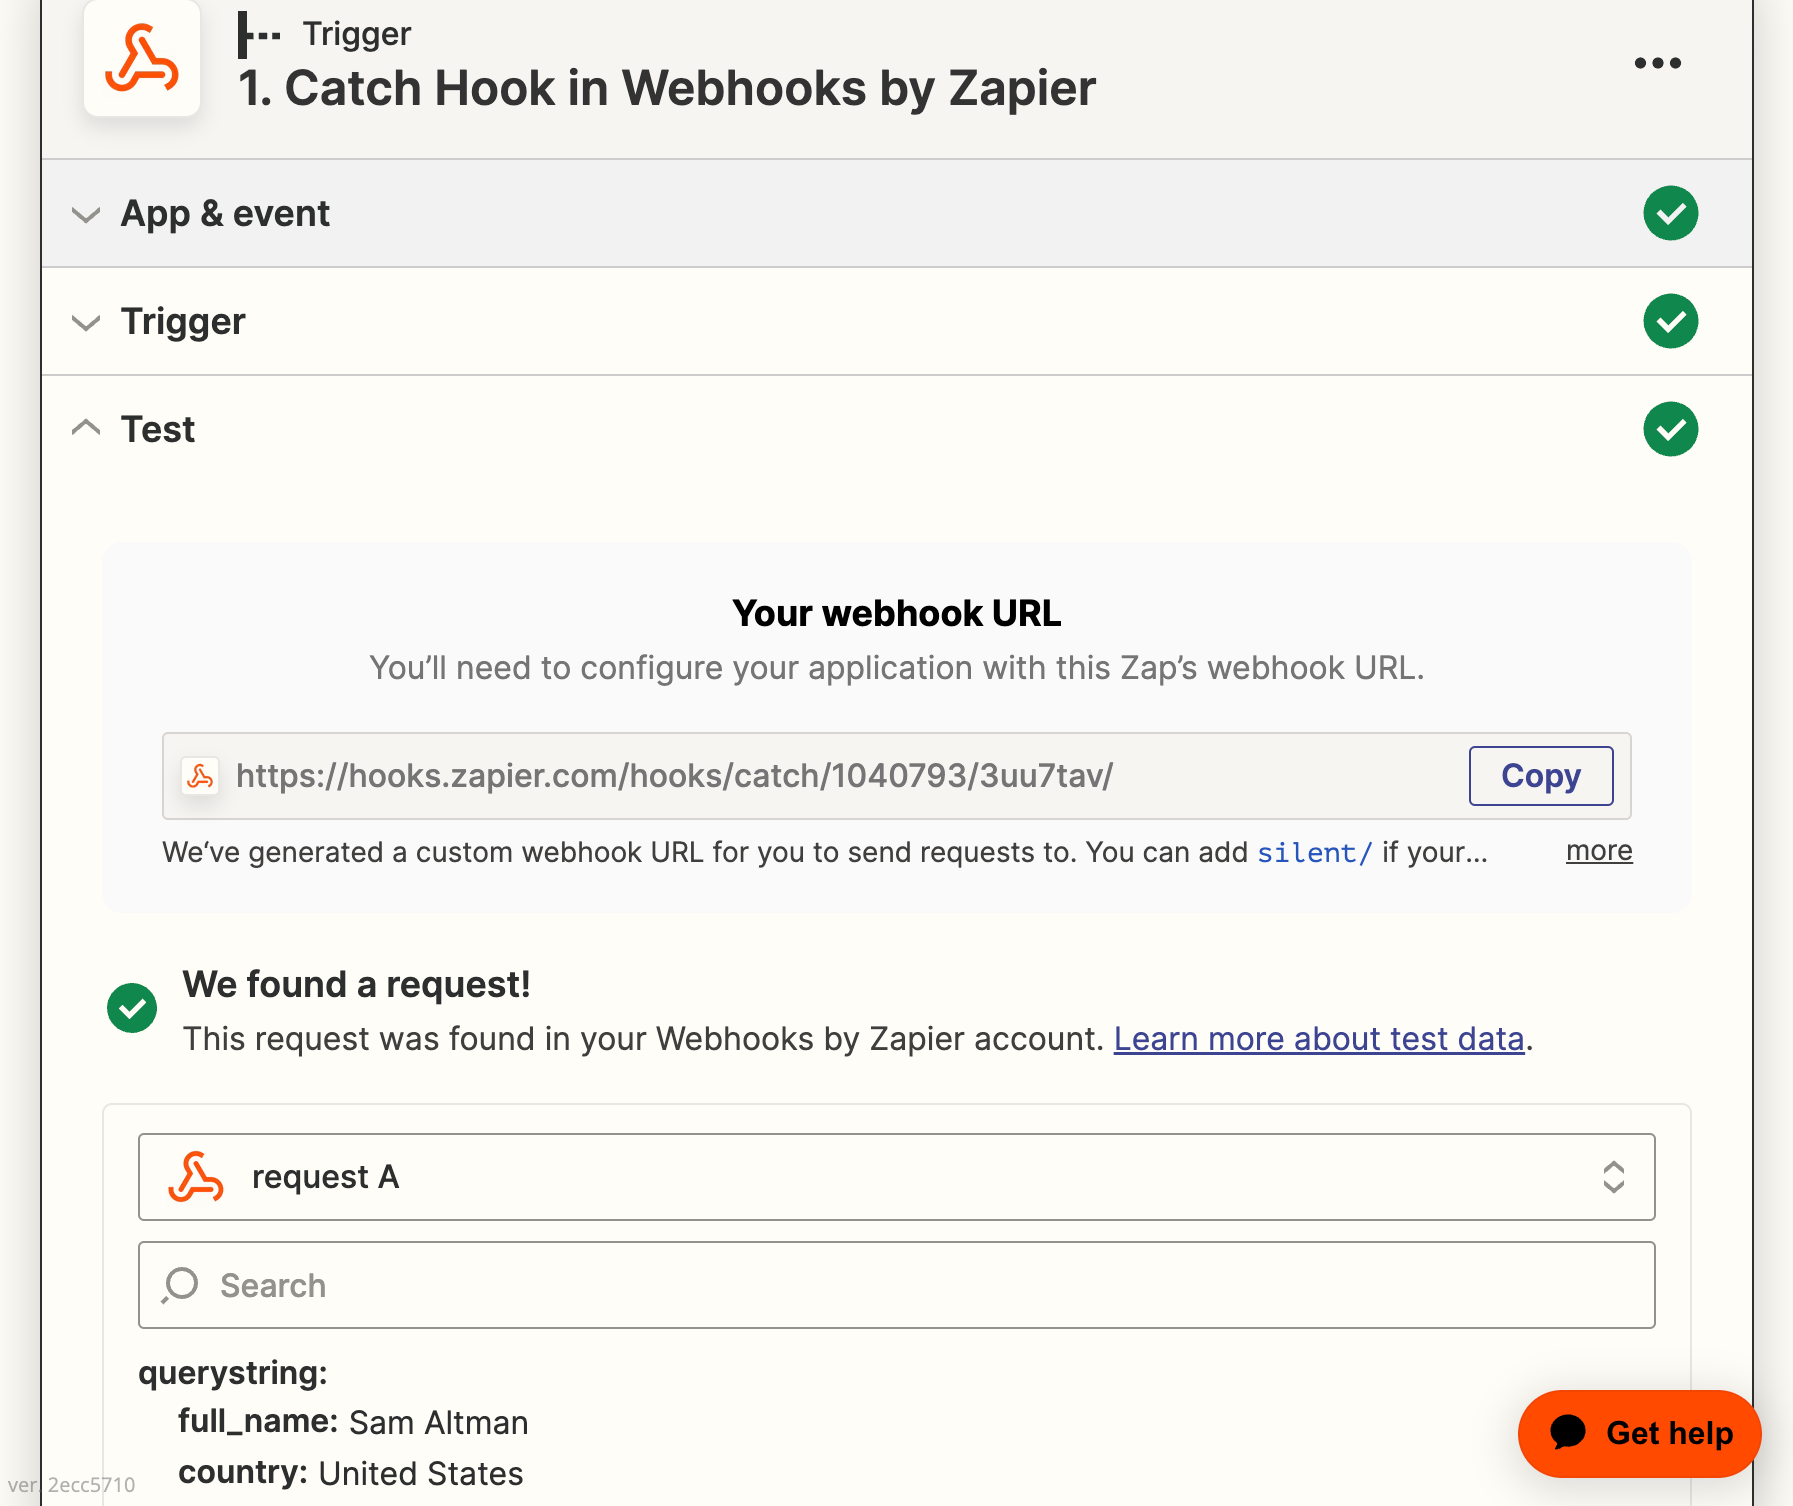 Trigger
1. Catch Hook in Webhooks by Zapier
App & event
Trigger
Test
Your webhook URL
You’ll need to configure your application with this Zap’s webhook URL.
https://hooks.zapier.com/hooks/catch/1040793/3uu7tav/
Copy
We‘ve generated a custom webhook URL for you to send requests to. You can add silent/ if your...
more
We found a request!
This request was found in your Webhooks by Zapier account. Learn more about test data.
request A
Search
querystring:
full_name: Sam Altman
country: United States
Get help
ver. 2ecc5710